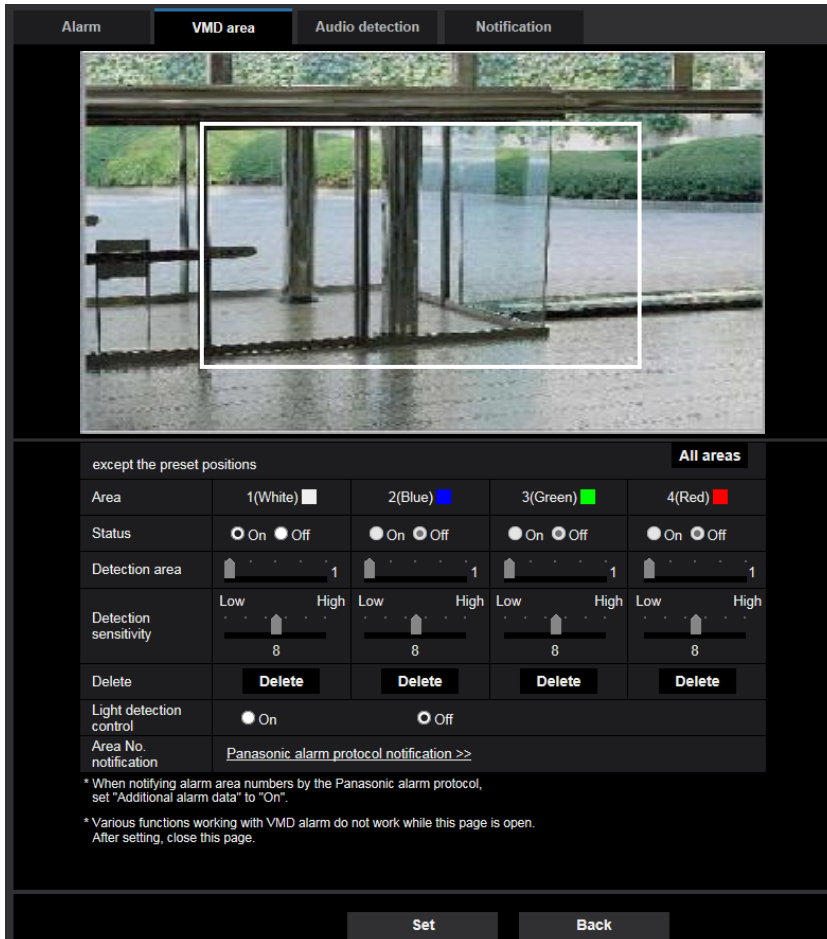 Alarm VMD area Audio detection Notification
except the preset positions All areas
Area 1(White) 2(Blue) 3(Green) 4(Red)
Status On Off On Off On Off On Off
Detection area 1 1 1 1
Low High Low High Low High Low High
Detection
sensitivity
8 8 8 8
Delete Delete Delete Delete Delete
Light detection
control On Off
Area No.
notification Panasonic alarm protocol notification >>
* When notifying alarm area numbers by the Panasonic alarm protocol,
set "Additional alarm data" to "On".
* Various functions working with VMD alarm do not work while this page is open.
After setting, close this page.
Set Back